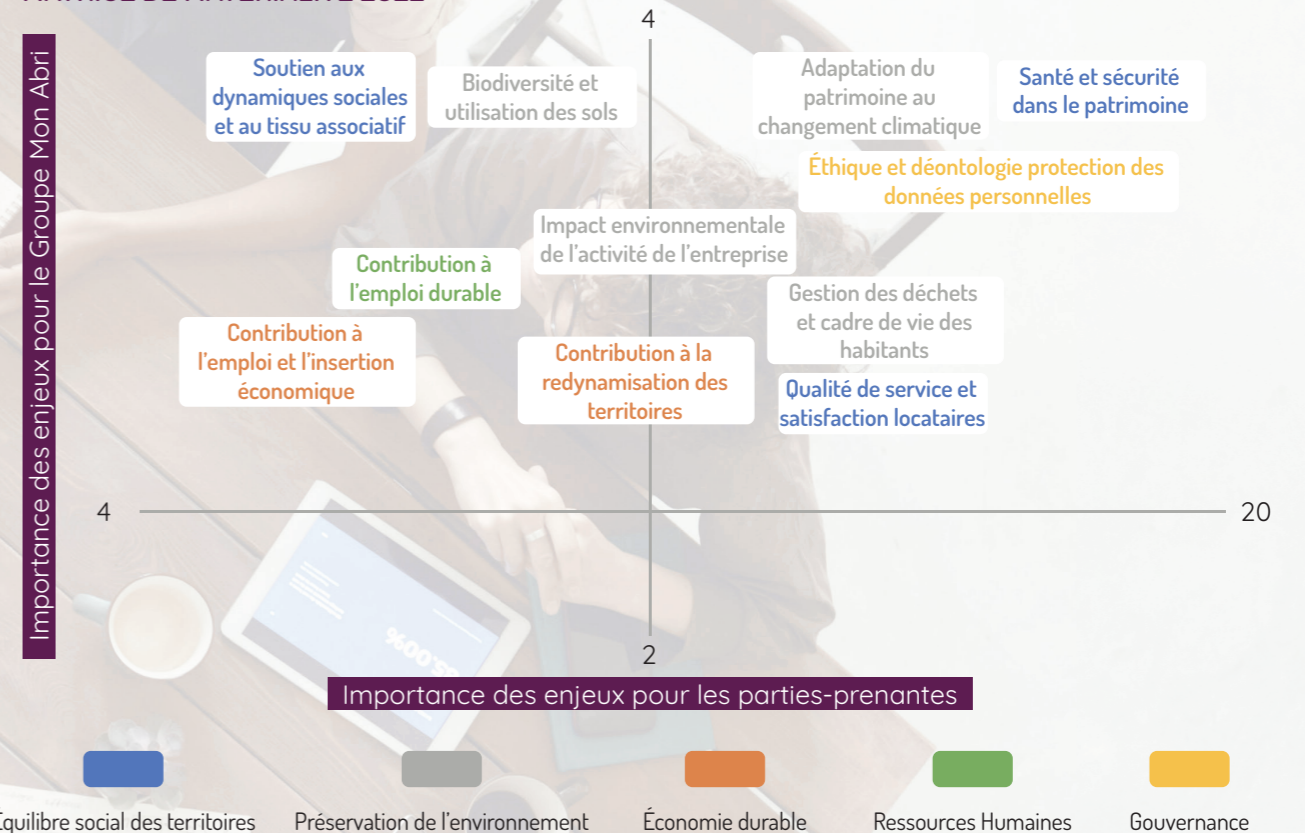 4
Importance des enjeux pour le Groupe Mon Abri
Soutien aux
dynamiques sociales
et au tissu associatif
Biodiversité et
utilisation des sols
Adaptation du
patrimoine au
changement climatique
Santé et sécurité
dans le patrimoine
Éthique et déontologie protection des
données personnelles
Impact environnementale
de l'activité de l'entreprise
Contribution à
l'emploi durable
Gestion des déchets
et cadre de vie des
habitants
Contribution à
l'emploi et l'insertion
économique
Contribution à la
redynamisation des
territoires
Qualité de service et
satisfaction locataires
4
20
2
Importance des enjeux pour les parties-prenantes
Équilibre social des territoires
Préservation de l'environnement
Économie durable
Ressources Humaines
Gouvernance